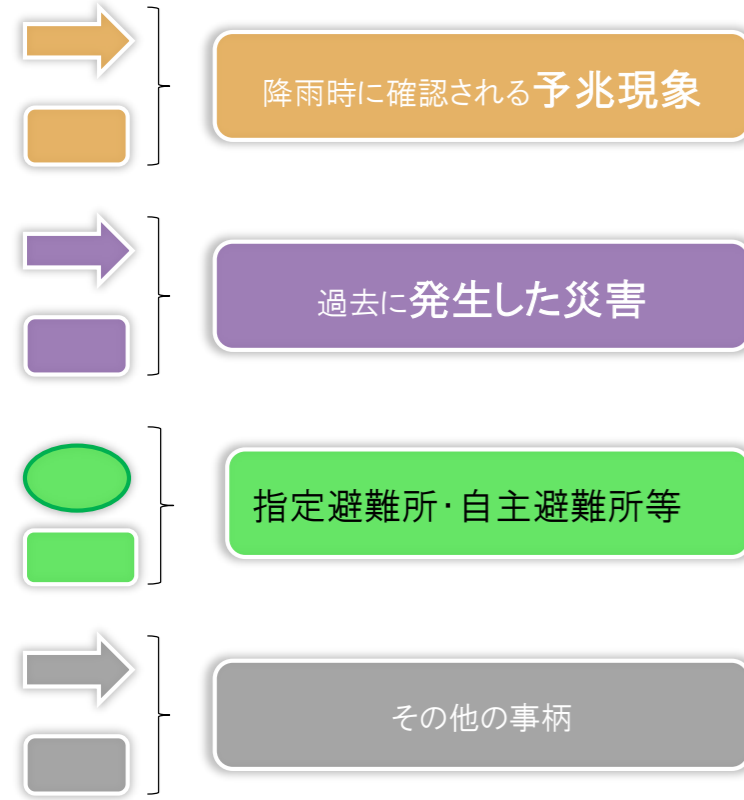 降雨時に確認される予兆現象
過去に発生した災害
指定避難所・自主避難所等
その他の事柄